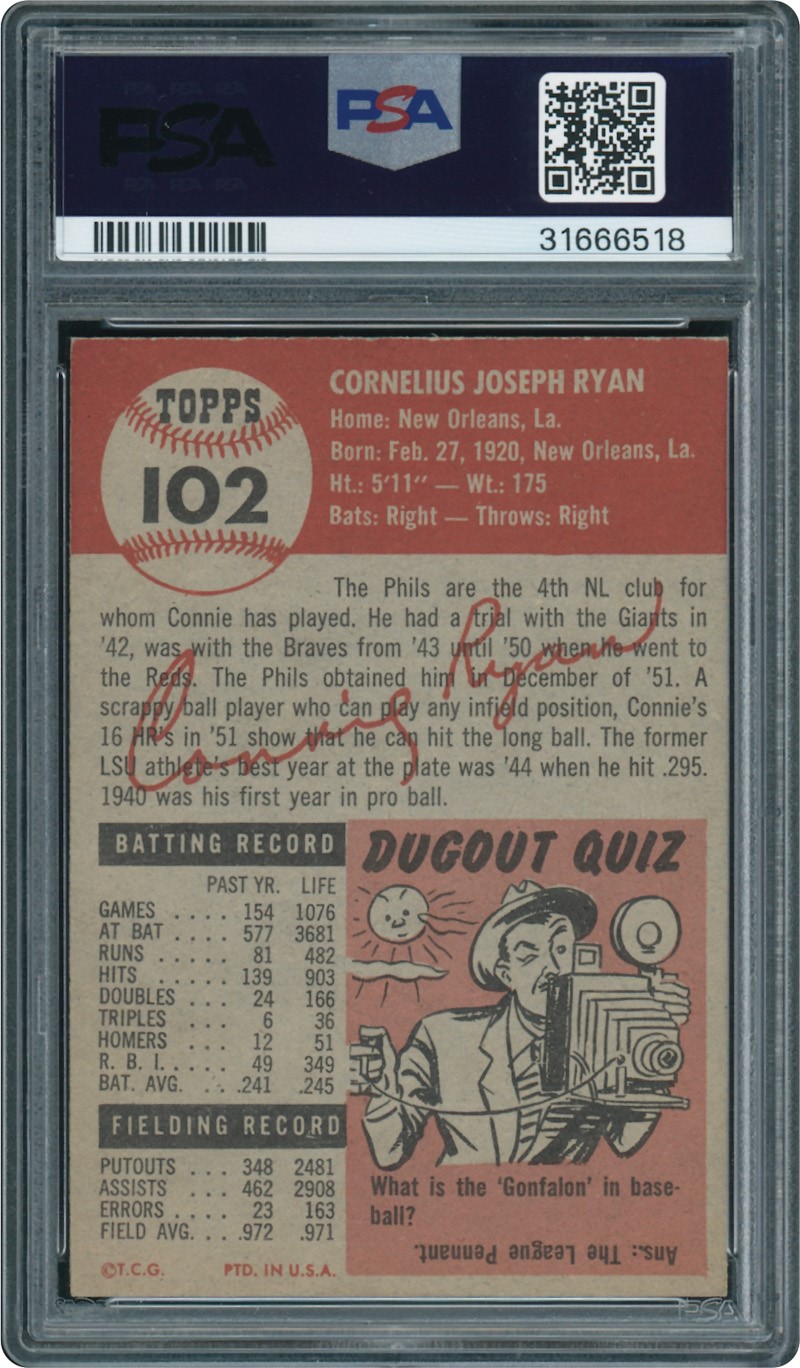 PSA
PSA
31666518
TOPPS
102
CORNELIUS JOSEPH RYAN
Home: New Orleans, La.
Born: Feb. 27, 1920, New Orleans, La.
Ht.: 5'11" — Wt.: 175
Bats: Right — Throws: Right
The Phils are the 4th NL club for
whom Connie has played. He had a trial with the Giants in
'42, was with the Braves from '43 until '50 when he went to
the Reds. The Phils obtained him in December of '51. A
scrappy ball player who can play any infield position, Connie's
16 HR's in '51 show that he can hit the long ball. The former
LSU athlete's best year at the plate was '44 when he hit .295.
1940 was his first year in pro ball.
Connie Ryan
BATTING RECORD
PAST YR. LIFE
GAMES .... 154 1076
AT BAT .... 577 3681
RUNS ..... 81 482
HITS ..... 139 903
DOUBLES ... 24 166
TRIPLES ... 6 36
HOMERS ... 12 51
R. B. I. .... 49 349
BAT. AVG. ... .241 .245
FIELDING RECORD
PUTOUTS ... 348 2481
ASSISTS ... 462 2908
ERRORS .... 23 163
FIELD AVG. ... .972 .971
©T.C.G. PTD. IN U.S.A.
DUGOUT QUIZ
What is the 'Gonfalon' in base-
ball?
Ans.: The League Pennant.
PSA